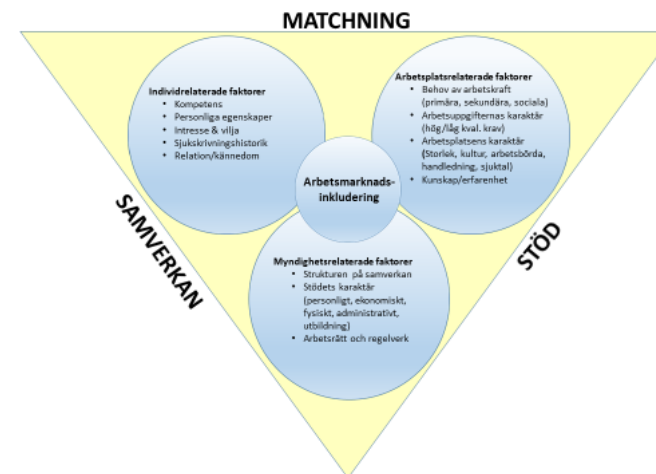 MATCHNING
Individrelaterade faktorer
• Kompetens
• Personliga egenskaper
• Intresse & vilja
• Sjukskrivningshistorik
• Relation/kännedom
Arbetsplatsrelaterade faktorer
• Behov av arbetskraft
(primära, sekundära, sociala)
• Arbetsuppgifternas karaktär
(hög/låg kval. krav)
• Arbetsplatsens karaktär
(Storlek, kultur, arbetsbörda,
handledning, sjuktal)
• Kunskap/erfarenhet
Arbetsmarknads-
inkludering
SAMVERKAN
STÖD
Myndighetsrelaterade faktorer
• Strukturen på samverkan
• Stödets karaktär
(personligt, ekonomiskt,
fysiskt, administrativt,
utbildning)
• Arbetsrätt och regelverk